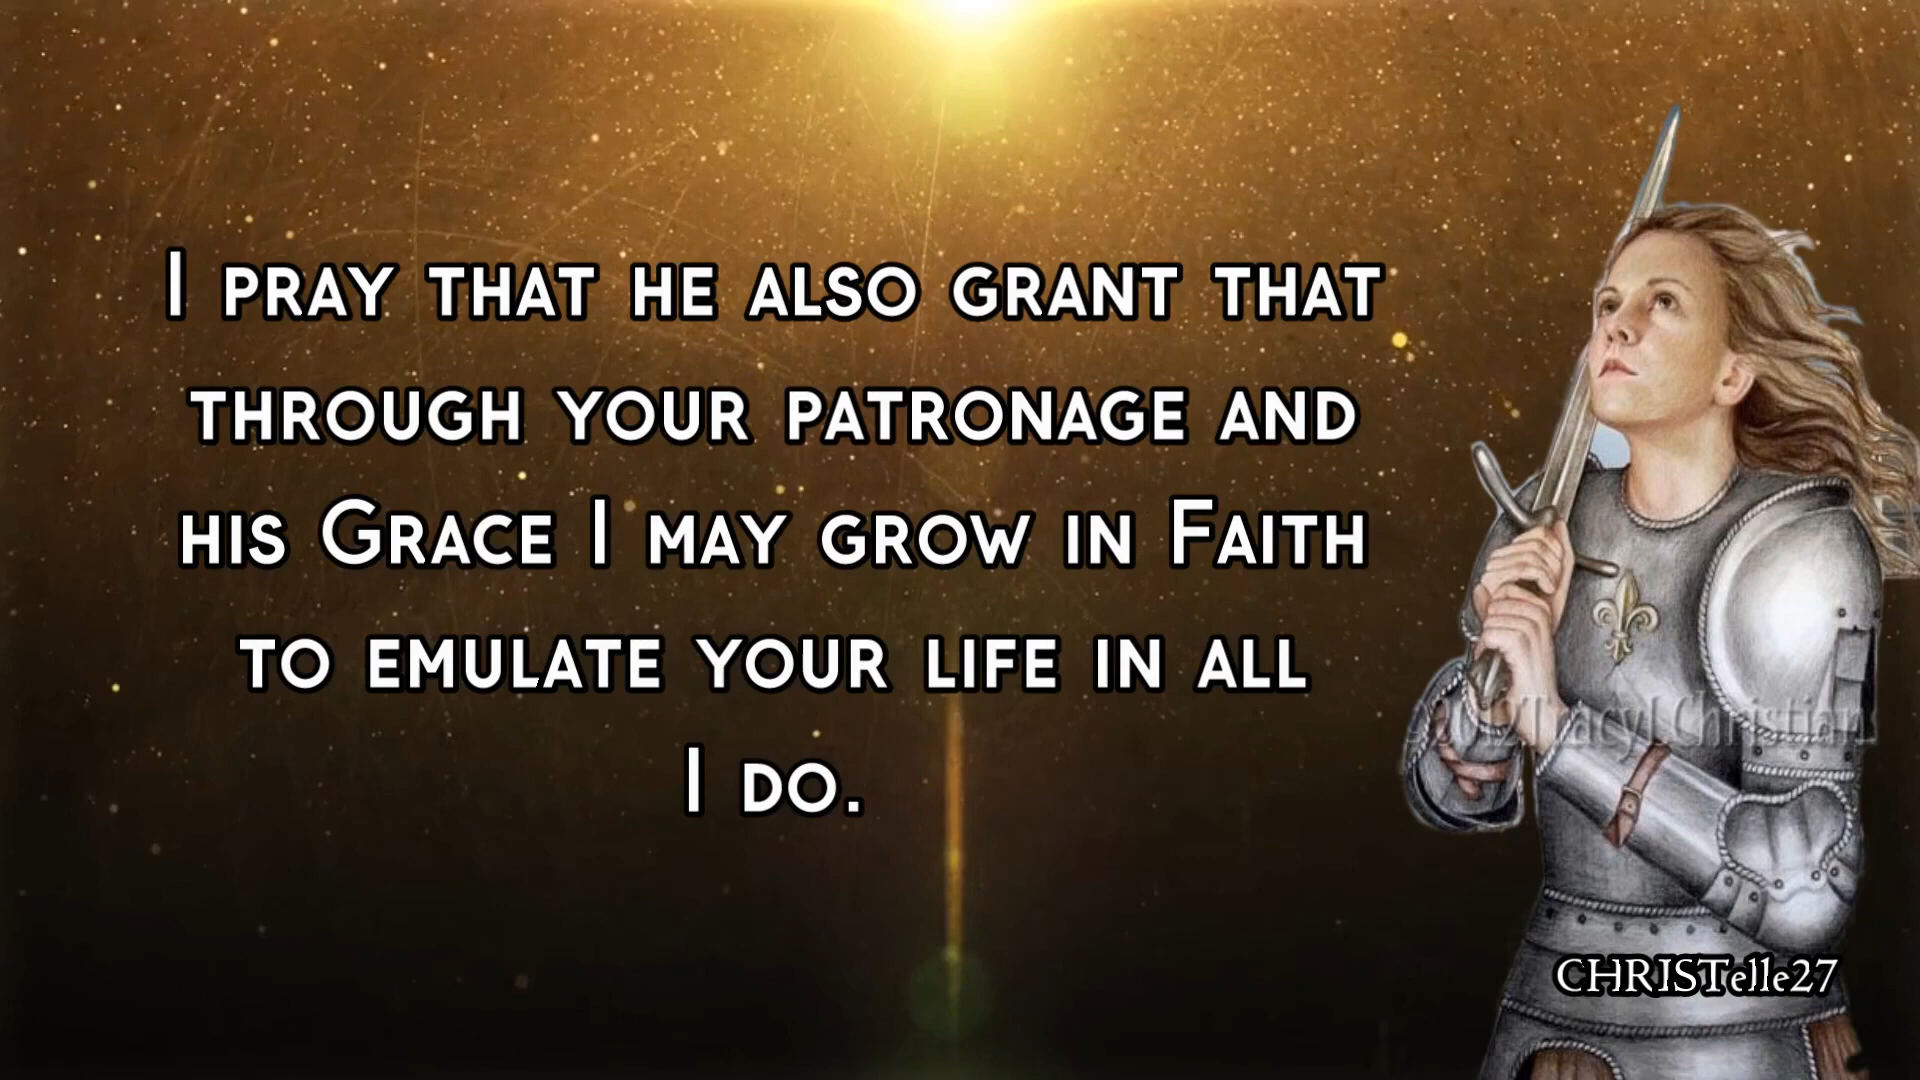 I PRAY THAT HE ALSO GRANT THAT
THROUGH YOUR PATRONAGE AND
HIS GRACE I MAY GROW IN FAITH
TO EMULATE YOUR LIFE IN ALL
I DO.
2012TracyLChristian
CHRISTelle27